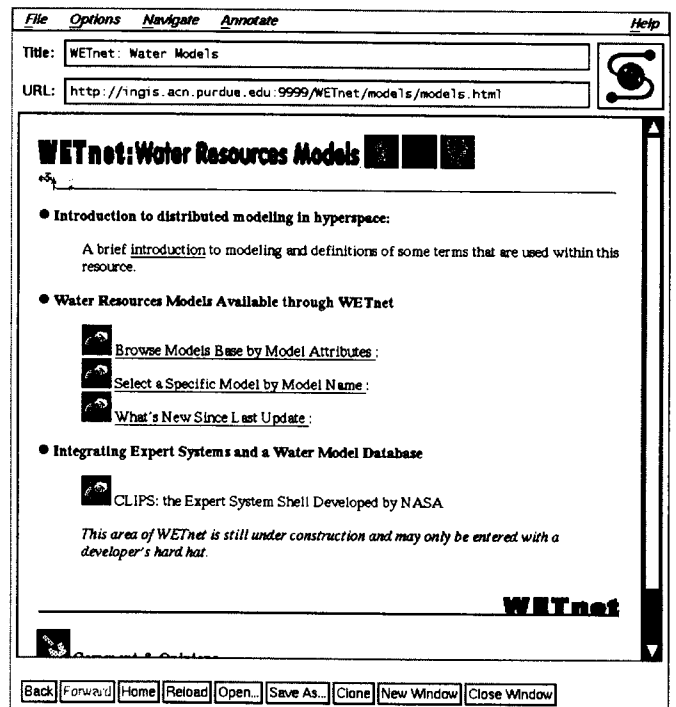 File Options Navigate Annotate Help
Title: WETnet: Water Models
URL: http://ingis.acn.purdue.edu:9999/WETnet/models/models.html
WETnet: Water Resources Models
Introduction to distributed modeling in hyperspace:
A brief introduction to modeling and definitions of some terms that are used within this
resource.
Water Resources Models Available through WETnet
Browse Models Base by Model Attributes :
Select a Specific Model by Model Name :
What's New Since Last Update :
Integrating Expert Systems and a Water Model Database
CLIPS: the Expert System Shell Developed by NASA
This area of WETnet is still under construction and may only be entered with a
developer's hard hat.
WETnet
Back Forward Home Reload Open... Save As... Clone New Window Close Window